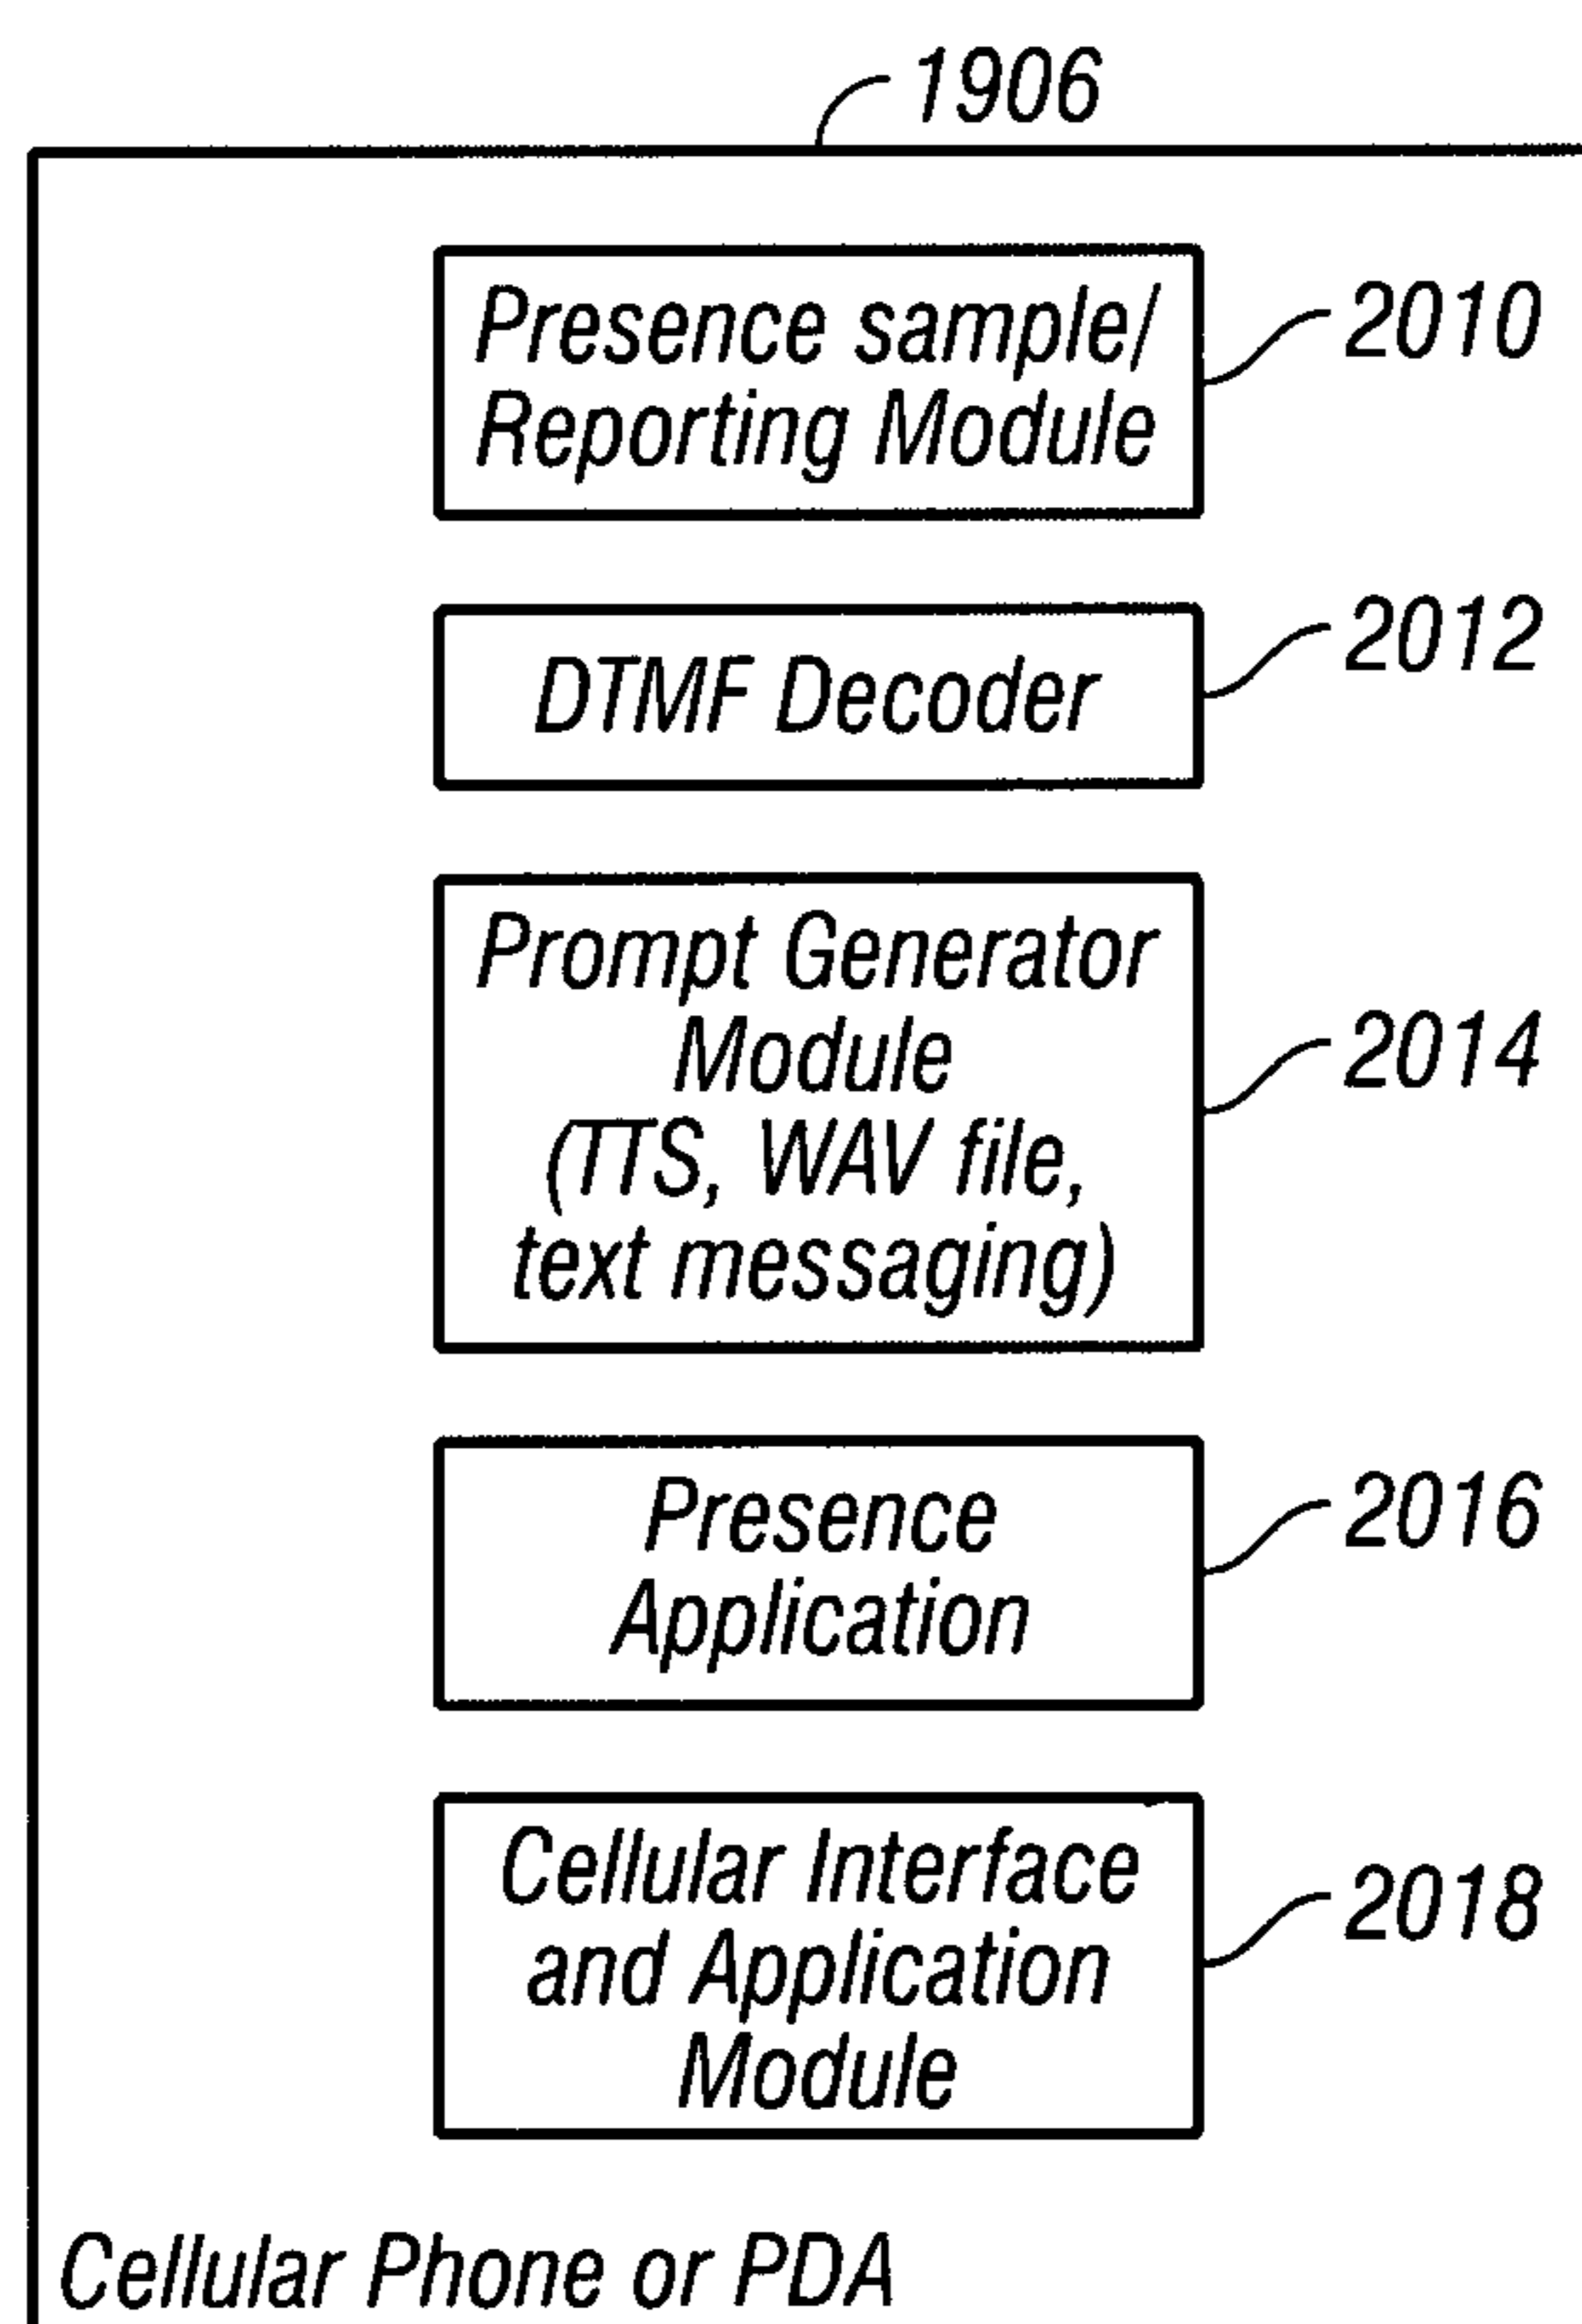 1906
Presence sample/
Reporting Module
2010
DTMF Decoder
2012
Prompt Generator
Module
(TTS, WAV file,
text messaging)
2014
Presence
Application
2016
Cellular Interface
and Application
Module
2018
Cellular Phone or PDA